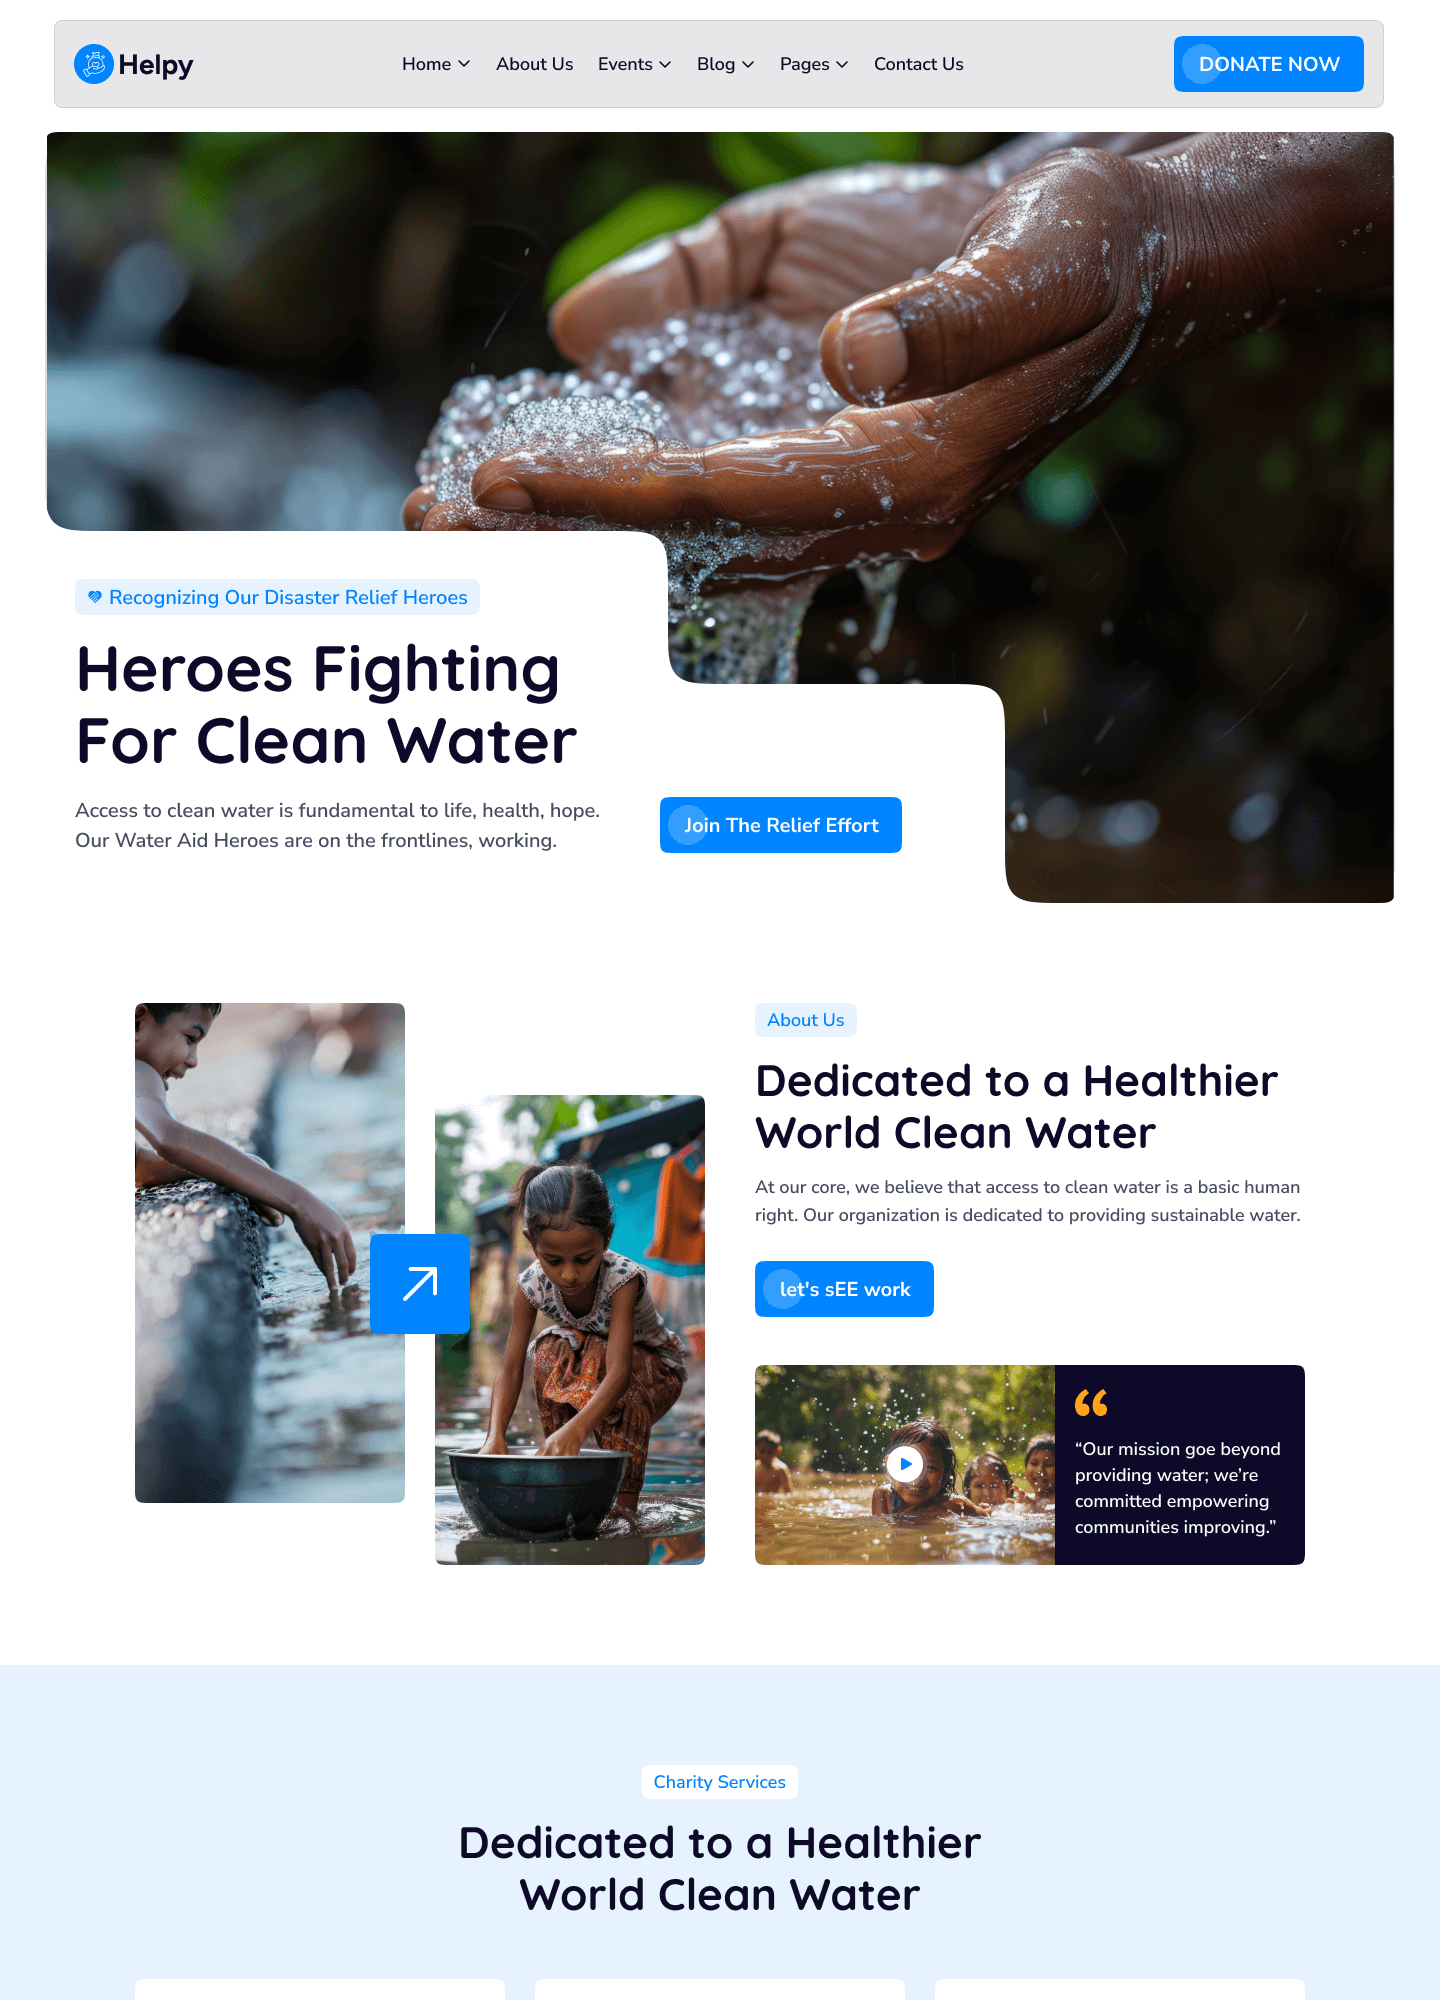 Helpy
Home
About Us
Events
Blog
Pages
Contact Us
DONATE NOW
Recognizing Our Disaster Relief Heroes
Heroes Fighting
For Clean Water
Access to clean water is fundamental to life, health, hope.
Our Water Aid Heroes are on the frontlines, working.
Join The Relief Effort
About Us
Dedicated to a Healthier
World Clean Water
At our core, we believe that access to clean water is a basic human
right. Our organization is dedicated to providing sustainable water.
let's sEE work
“Our mission goe beyond
providing water; we’re
committed empowering
communities improving.”
Charity Services
Dedicated to a Healthier
World Clean Water